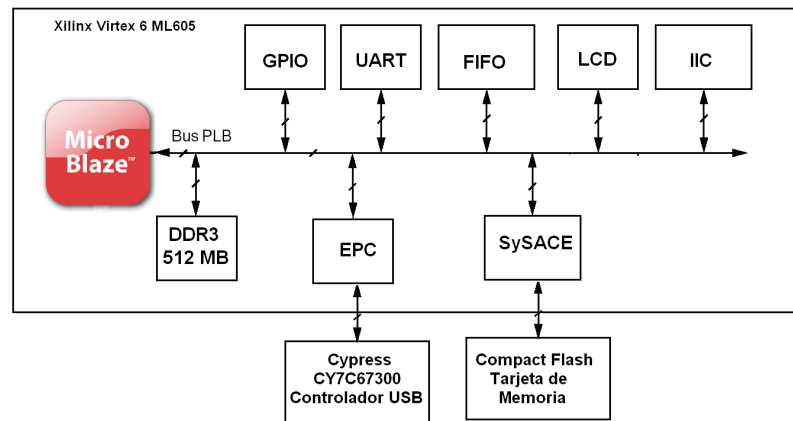 Xilinx Virtex 6 ML605
GPIO
UART
FIFO
LCD
IIC
Micro
Blaze™
Bus PLB
DDR3
512 MB
EPC
SySACE
Cypress
CY7C67300
Controlador USB
Compact Flash
Tarjeta de
Memoria